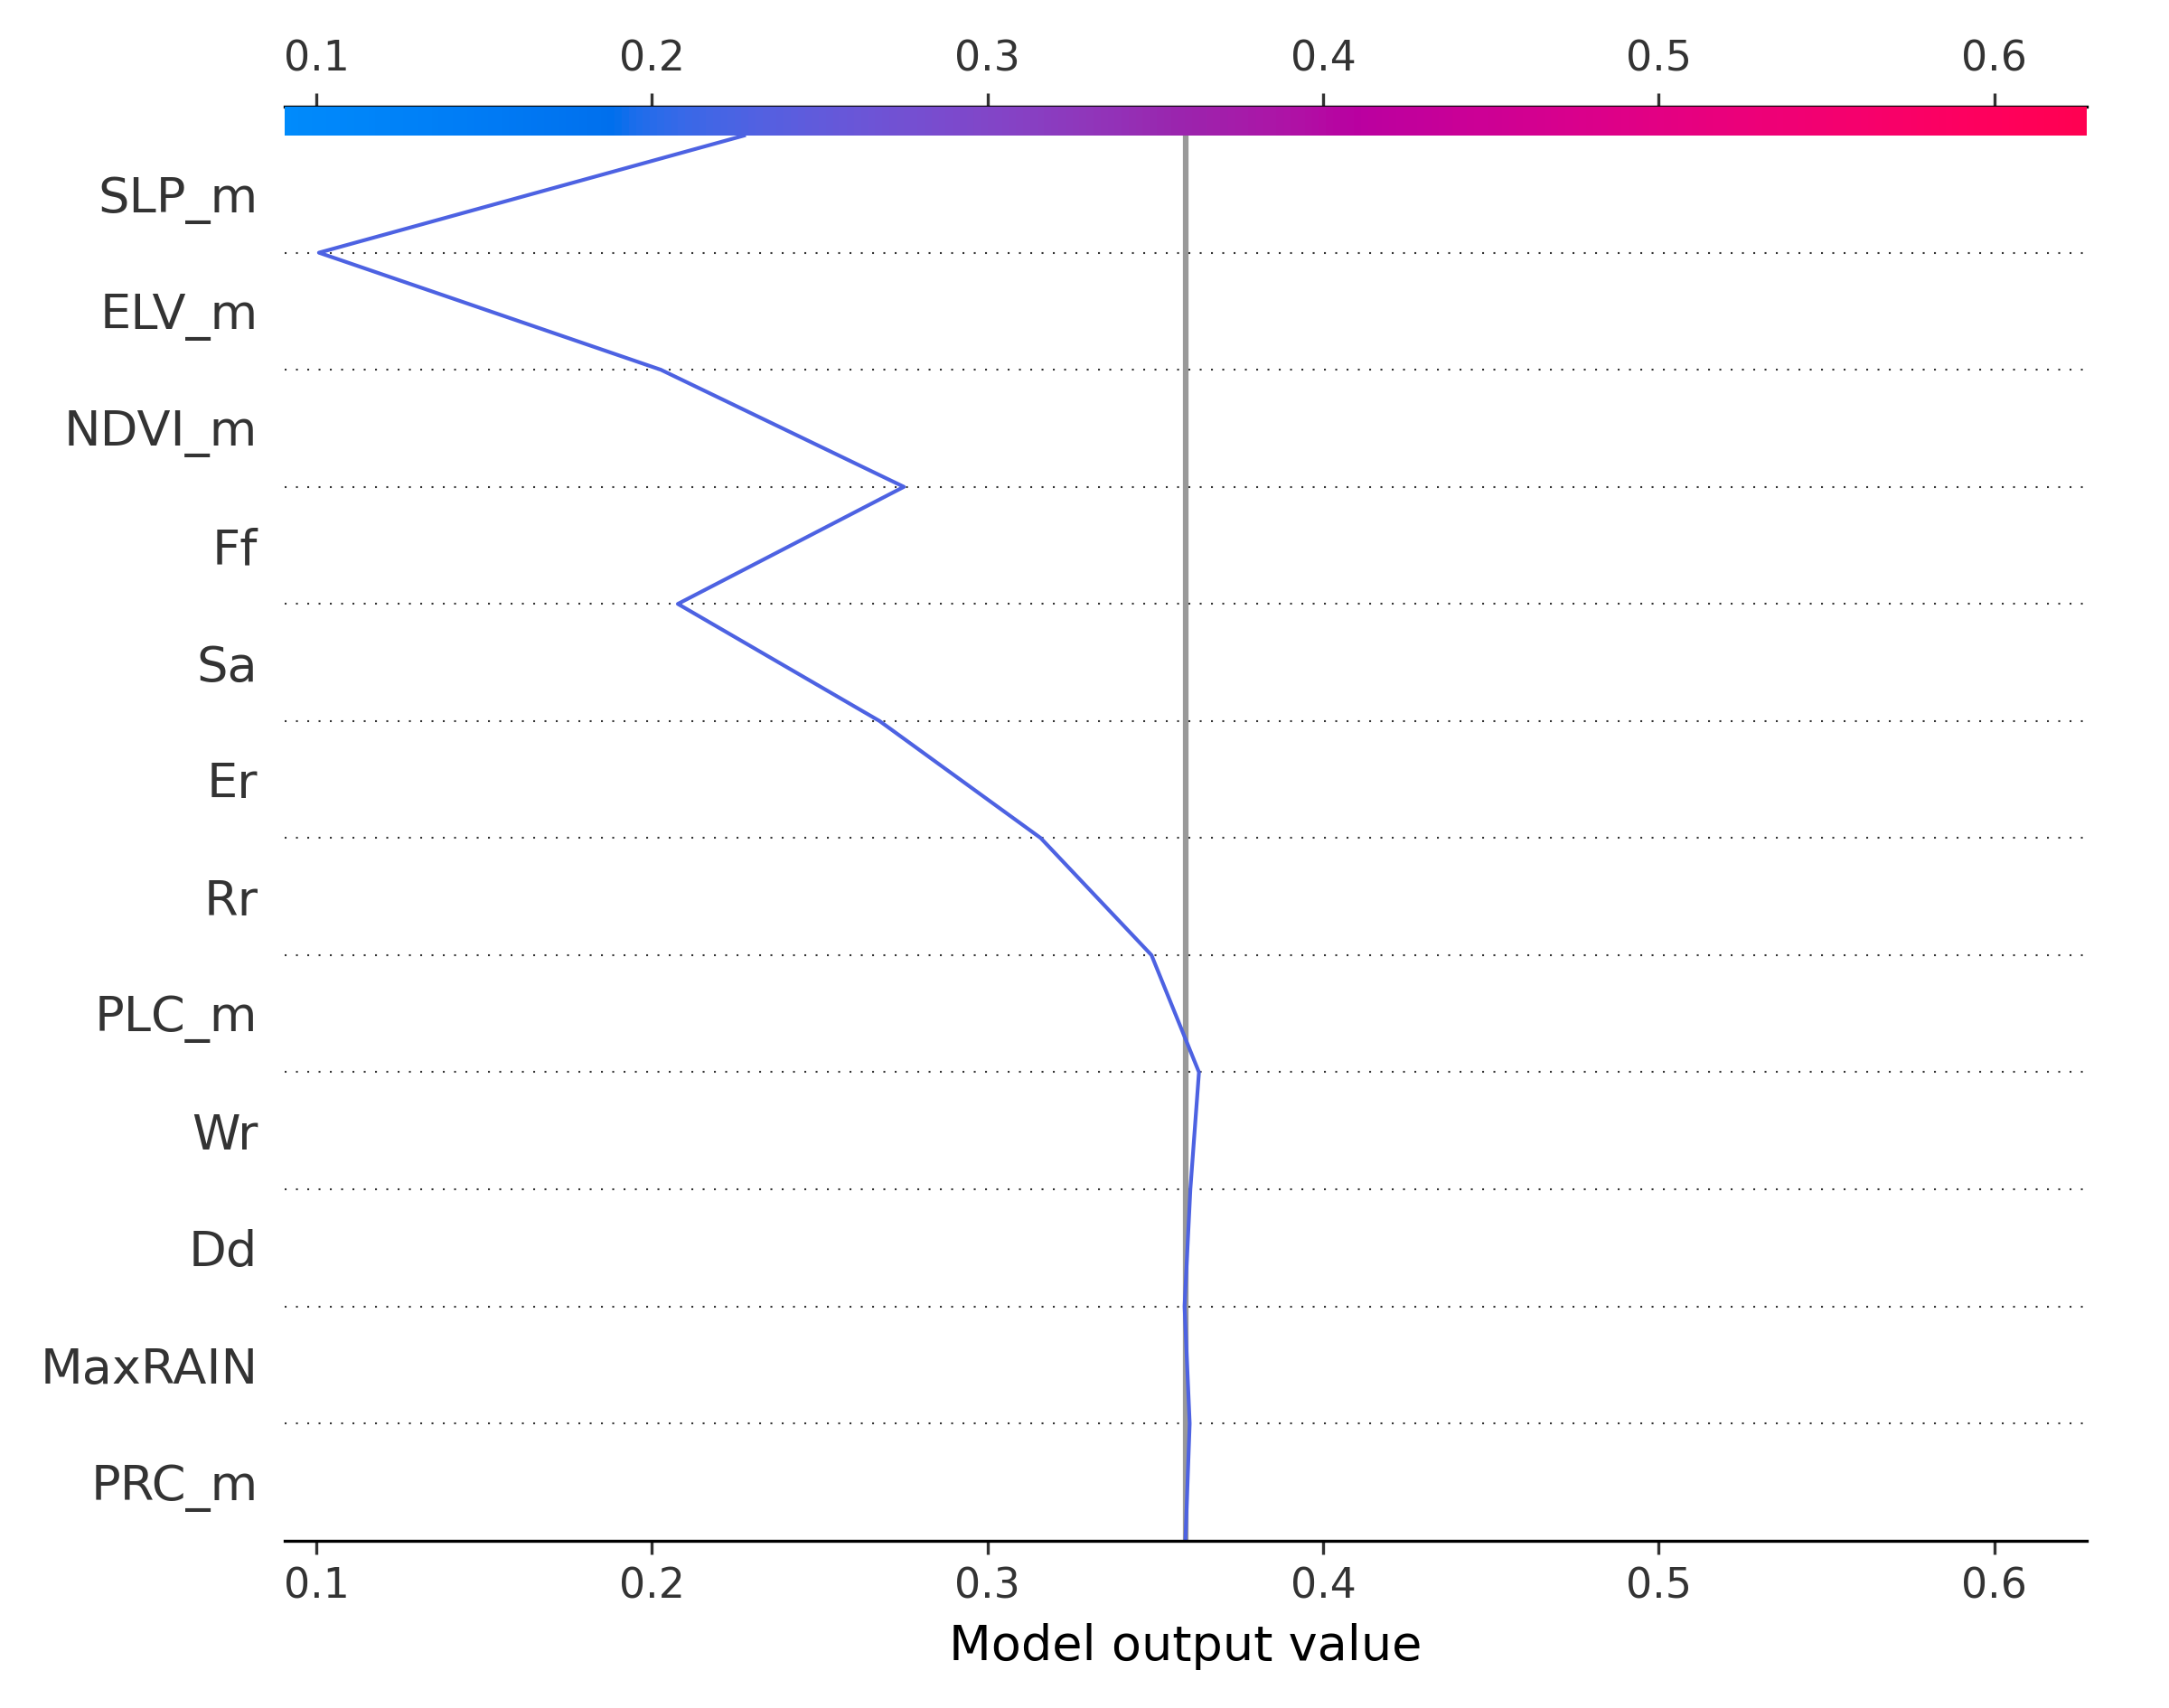 0.1 0.2 0.3 0.4 0.5 0.6
SLP_m
ELV_m
NDVI_m
Ff
Sa
Er
Rr
PLC_m
Wr
Dd
MaxRAIN
PRC_m
0.1 0.2 0.3 0.4 0.5 0.6
Model output value